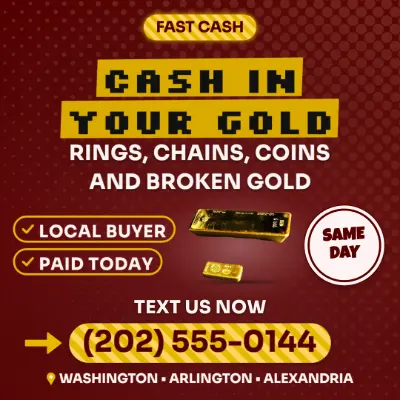 FAST CASH
CASH IN
YOUR GOLD
RINGS, CHAINS, COINS
AND BROKEN GOLD
LOCAL BUYER
PAID TODAY
SAME
DAY
TEXT US NOW
(202) 555-0144
WASHINGTON • ARLINGTON • ALEXANDRIA